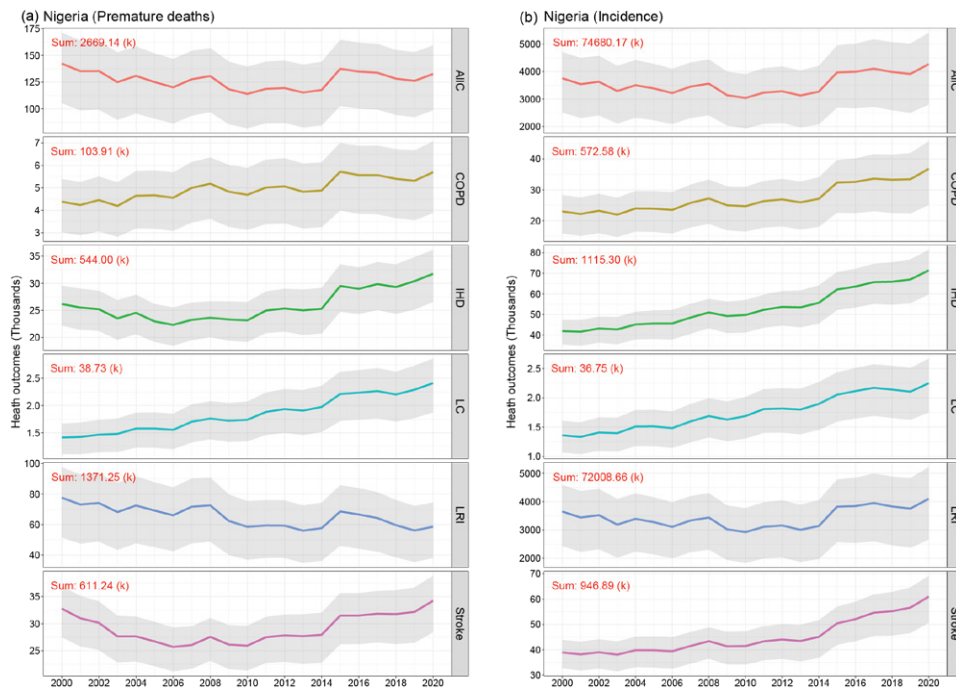 (a) Nigeria (Premature deaths)
Heath outcomes (Thousands)
175
150
125
100
Sum: 2669.14 (k)
AllC
7
6
5
4
3
Sum: 103.91 (k)
COPD
35
30
25
20
Sum: 544.00 (k)
IHD
2.5
2.0
1.5
Sum: 38.73 (k)
LC
100
80
60
40
Sum: 1371.25 (k)
LRI
35
30
25
Sum: 611.24 (k)
Stroke
2000 2002 2004 2006 2008 2010 2012 2014 2016 2018 2020
(b) Nigeria (Incidence)
Heath outcomes (Thousands)
5000
4000
3000
2000
Sum: 74680.17 (k)
AllC
40
30
20
Sum: 572.58 (k)
COPD
80
70
60
50
40
Sum: 1115.30 (k)
IHD
2.5
2.0
1.5
1.0
Sum: 36.75 (k)
LC
5000
4000
3000
2000
Sum: 72008.66 (k)
LRI
70
60
50
40
30
Sum: 946.89 (k)
Stroke
2000 2002 2004 2006 2008 2010 2012 2014 2016 2018 2020